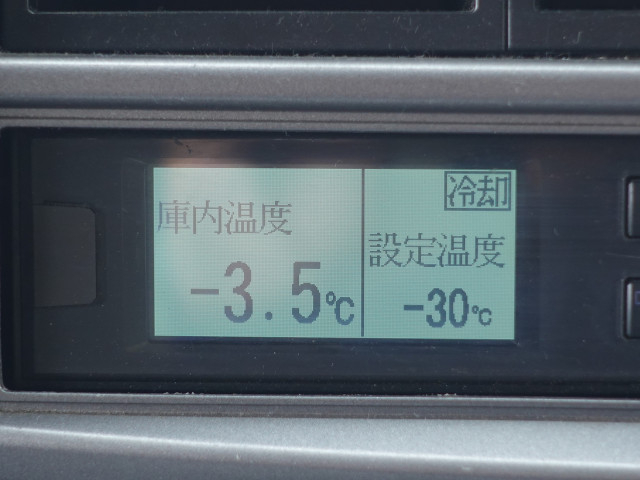 庫内温度
-3.5℃
冷却
設定温度
-30℃